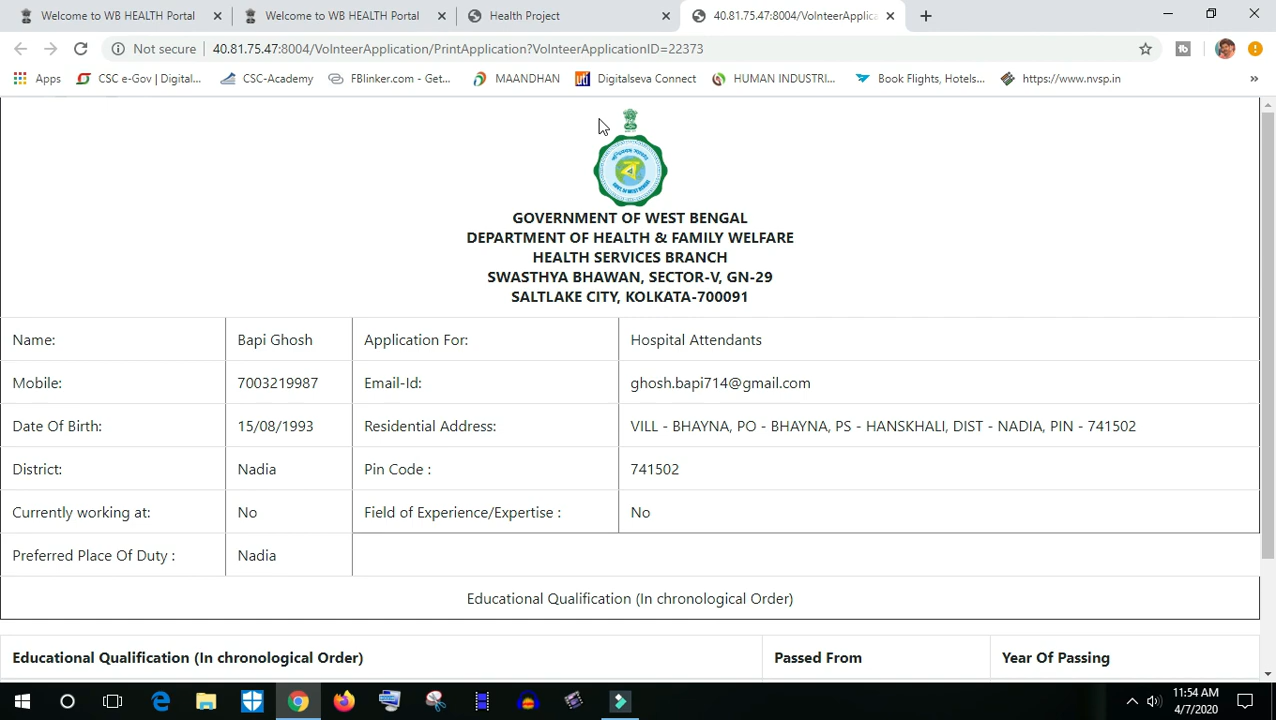 Welcome to WB HEALTH Portal
Welcome to WB HEALTH Portal
Health Project
40.81.75.47:8004/VolnteerApplica
Not secure
40.81.75.47:8004/VolnteerApplication/PrintApplication?VolnteerApplicationID=22373
Apps
CSC e-Gov | Digital...
CSC-Academy
FBlinker.com - Get...
MAANDHAN
uti
Digitalseva Connect
HUMAN INDUSTRI...
Book Flights, Hotels...
https://www.nvsp.in
»
GOVERNMENT OF WEST BENGAL
DEPARTMENT OF HEALTH & FAMILY WELFARE
HEALTH SERVICES BRANCH
SWASTHYA BHAWAN, SECTOR-V, GN-29
SALTLAKE CITY, KOLKATA-700091
Name: Bapi Ghosh Application For: Hospital Attendants
Mobile: 7003219987 Email-Id: ghosh.bapi714@gmail.com
Date Of Birth: 15/08/1993 Residential Address: VILL - BHAYNA, PO - BHAYNA, PS - HANSKHALI, DIST - NADIA, PIN - 741502
District: Nadia Pin Code : 741502
Currently working at: No Field of Experience/Expertise : No
Preferred Place Of Duty : Nadia
Educational Qualification (In chronological Order)
Educational Qualification (In chronological Order) Passed From Year Of Passing
11:54 AM
4/7/2020